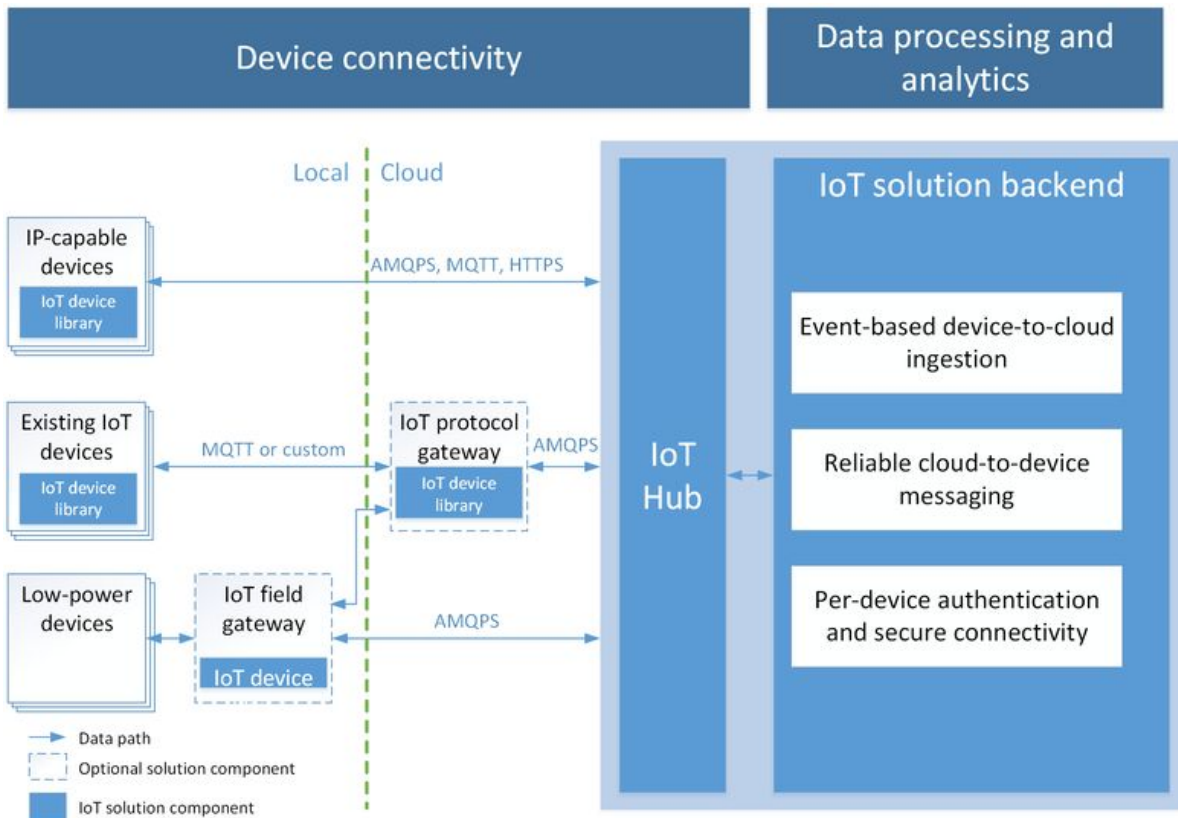 Device connectivity
Data processing and
analytics
Local
Cloud
IP-capable
devices
IoT device
library
AMQPS, MQTT, HTTPS
Existing IoT
devices
IoT device
library
MQTT or custom
IoT protocol
gateway
IoT device
library
AMQPS
Low-power
devices
IoT field
gateway
IoT device
AMQPS
IoT
Hub
IoT solution backend
Event-based device-to-cloud
ingestion
Reliable cloud-to-device
messaging
Per-device authentication
and secure connectivity
Data path
Optional solution component
IoT solution component